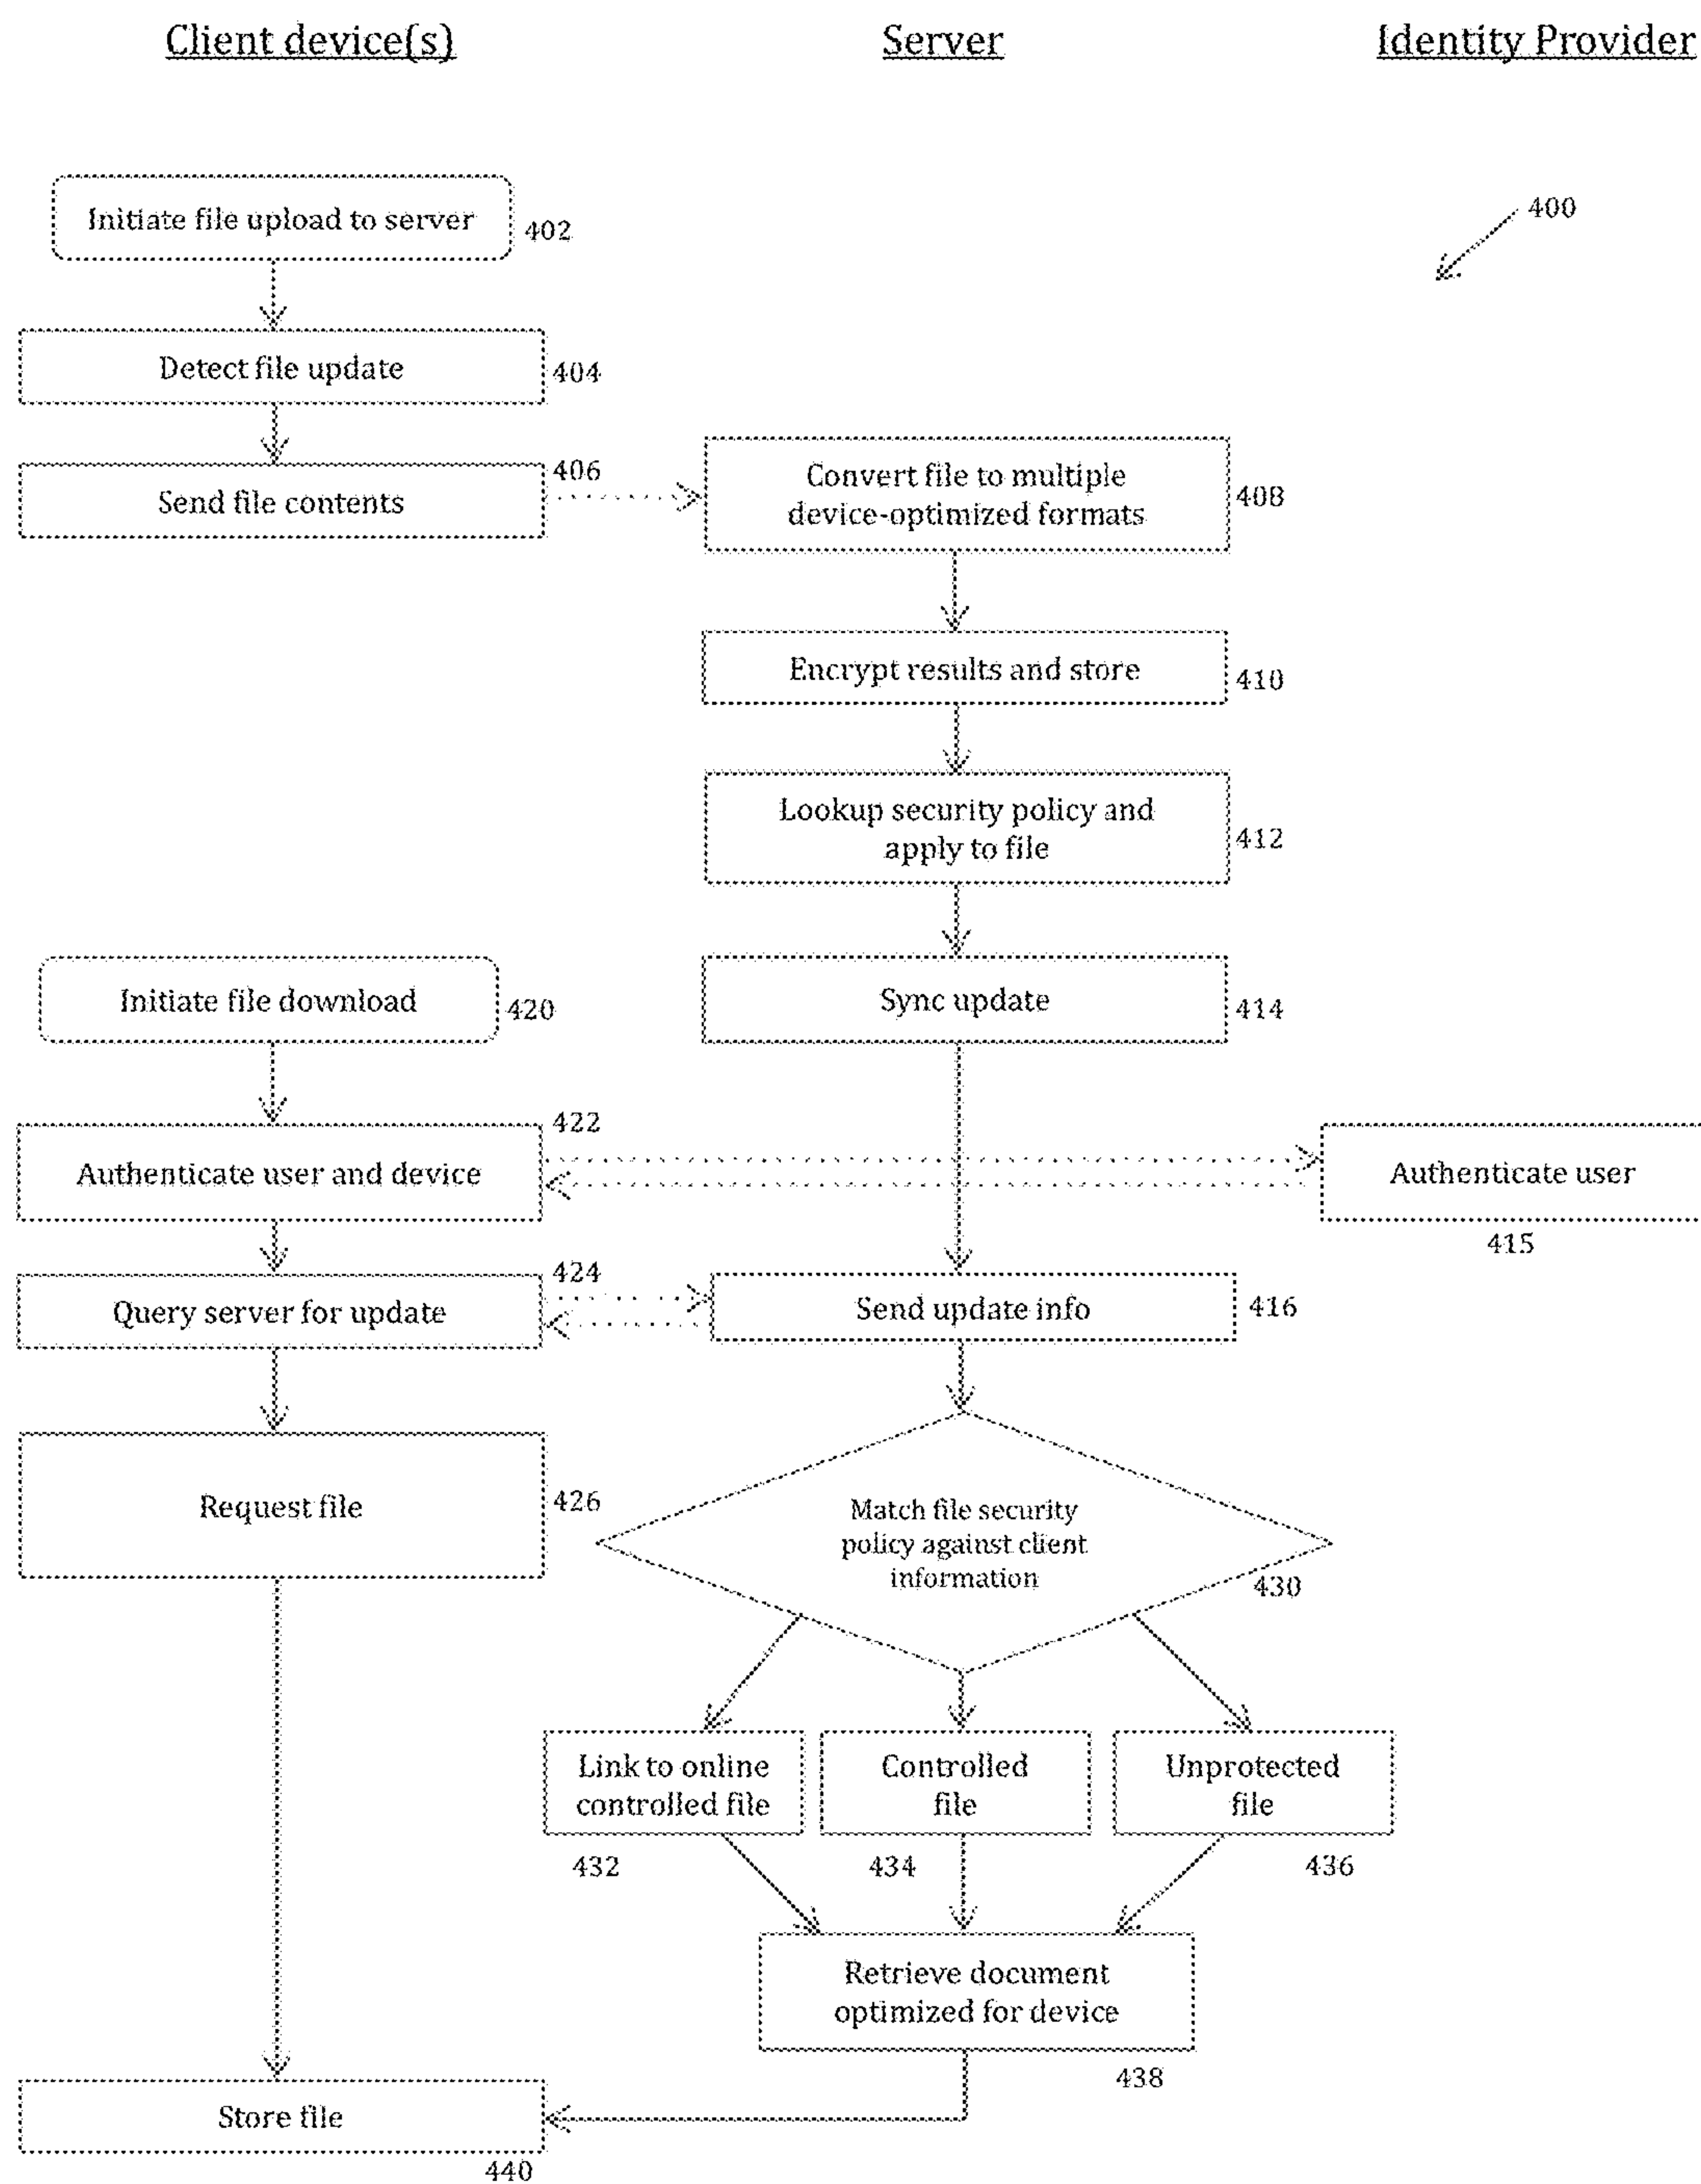 Client device(s)
Server
Identity Provider
400
Initiate file upload to server
402
Detect file update
404
Send file contents
406
Convert file to multiple
device-optimized formats
408
Encrypt results and store
410
Lookup security policy and
apply to file
412
Initiate file download
420
Sync update
414
Authenticate user and device
422
Authenticate user
415
Query server for update
424
Send update info
416
Request file
426
Match file security
policy against client
information
430
Link to online
controlled file
432
Controlled
file
434
Unprotected
file
436
Retrieve document
optimized for device
438
Store file
440